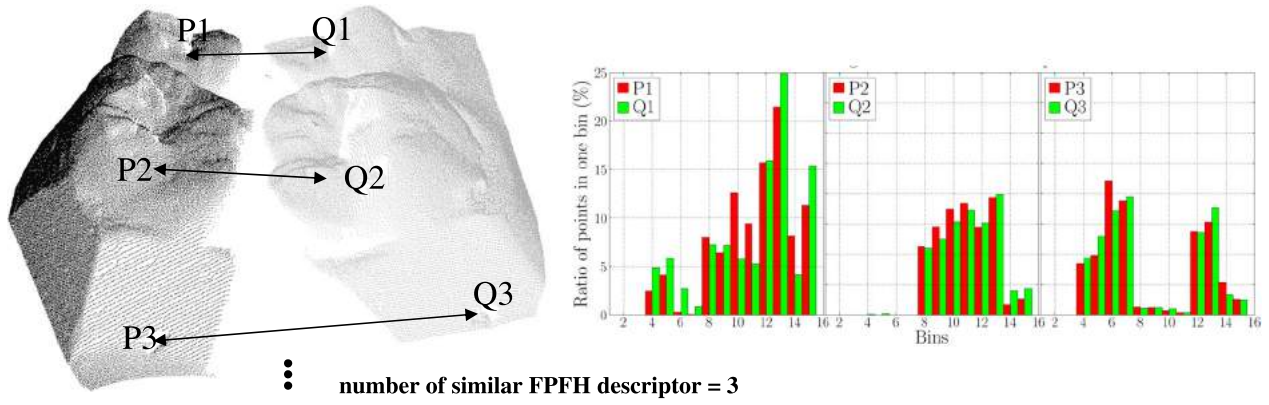 P1
Q1
P2
Q2
Q3
P3
number of similar FPFH descriptor = 3
Ratio of points in one bin (%)
25
20
15
10
5
0
P1
Q1
P2
Q2
P3
Q3
2 4 6 8 10 12 14 16
2 4 6 8 10 12 14 16
2 4 6 8 10 12 14 16
Bins